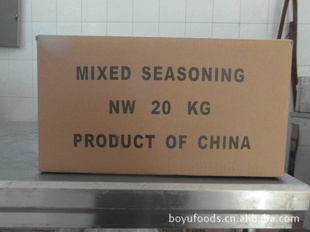 MIXED SEASONING
NW 20 KG
PRODUCT OF CHINA
boyufoods.cn.alibaba.com